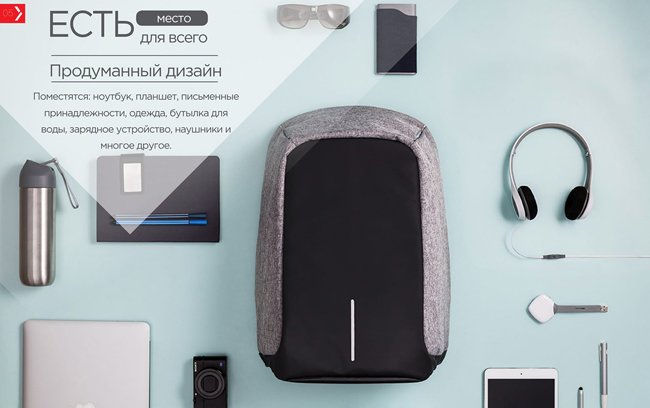 05
ЕСТЬ место
для всего
Продуманный дизайн
Поместятся: ноутбук, планшет, письменные
принадлежности, одежда, бутылка для
воды, зарядное устройство, наушники и
многое другое.